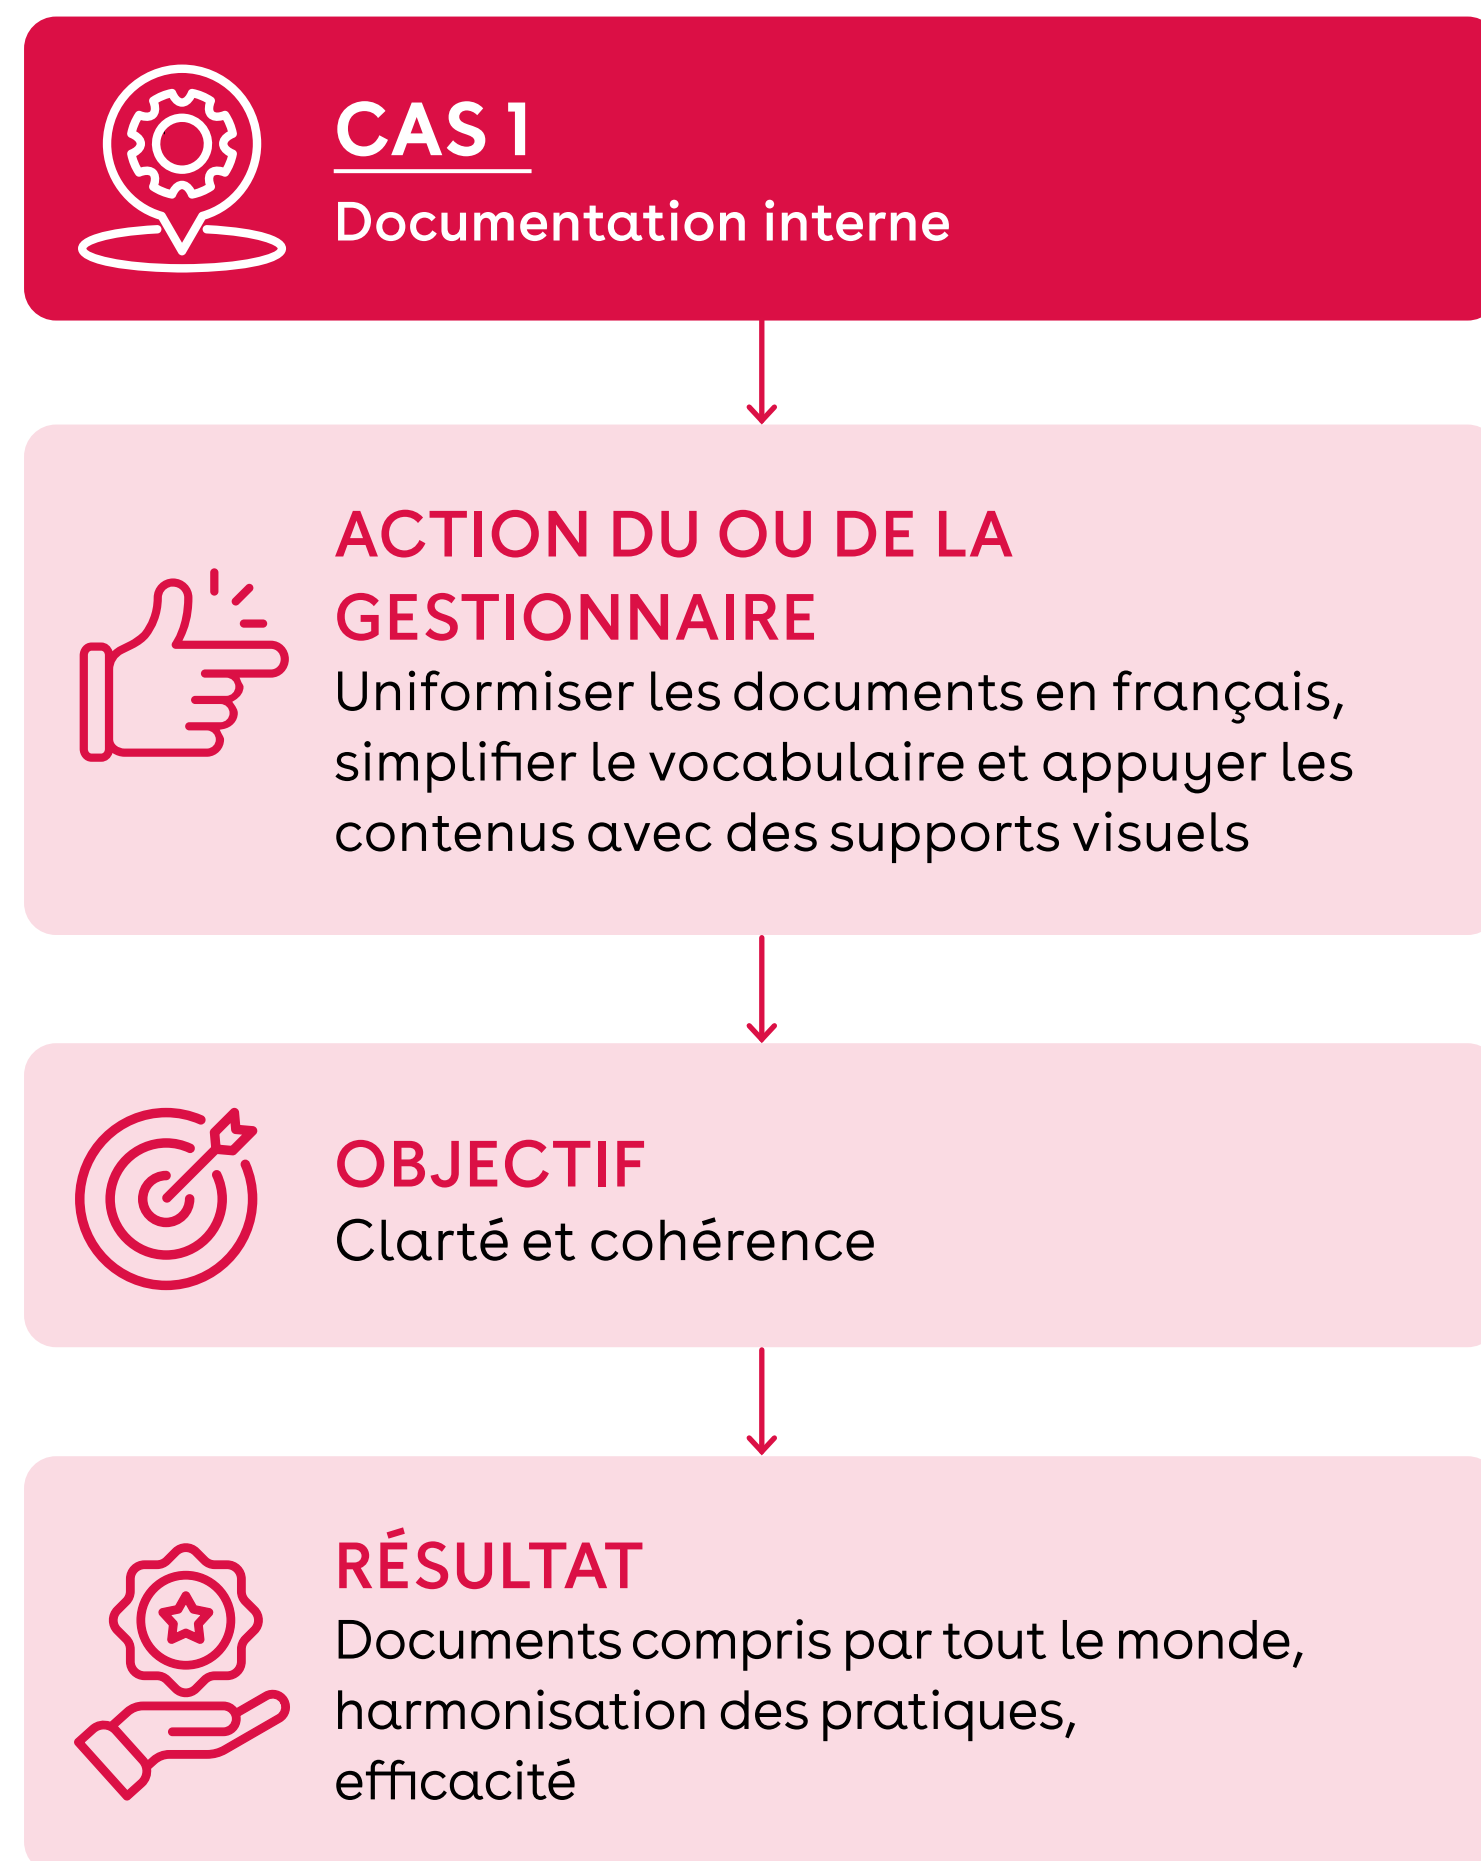 CAS 1
Documentation interne
ACTION DU OU DE LA
GESTIONNAIRE
Uniformiser les documents en français,
simplifier le vocabulaire et appuyer les
contenus avec des supports visuels
OBJECTIF
Clarté et cohérence
RÉSULTAT
Documents compris par tout le monde,
harmonisation des pratiques,
efficacité